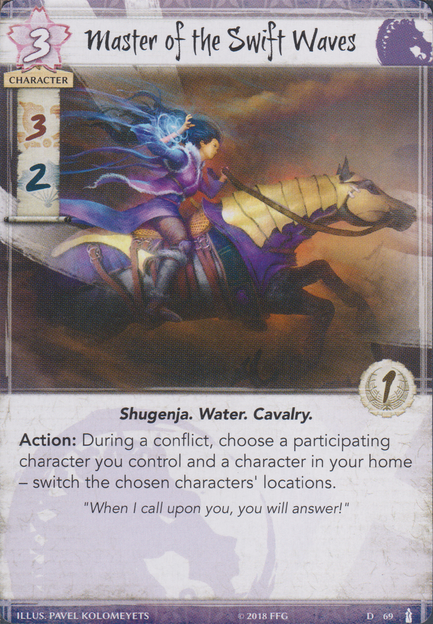 3
Master of the Swift Waves
CHARACTER
3
2
1
Shugenja. Water. Cavalry.
Action: During a conflict, choose a participating
character you control and a character in your home
– switch the chosen characters' locations.
"When I call upon you, you will answer!"
ILLUS. PAVEL KOLOMEYETS © 2018 FFG D 69